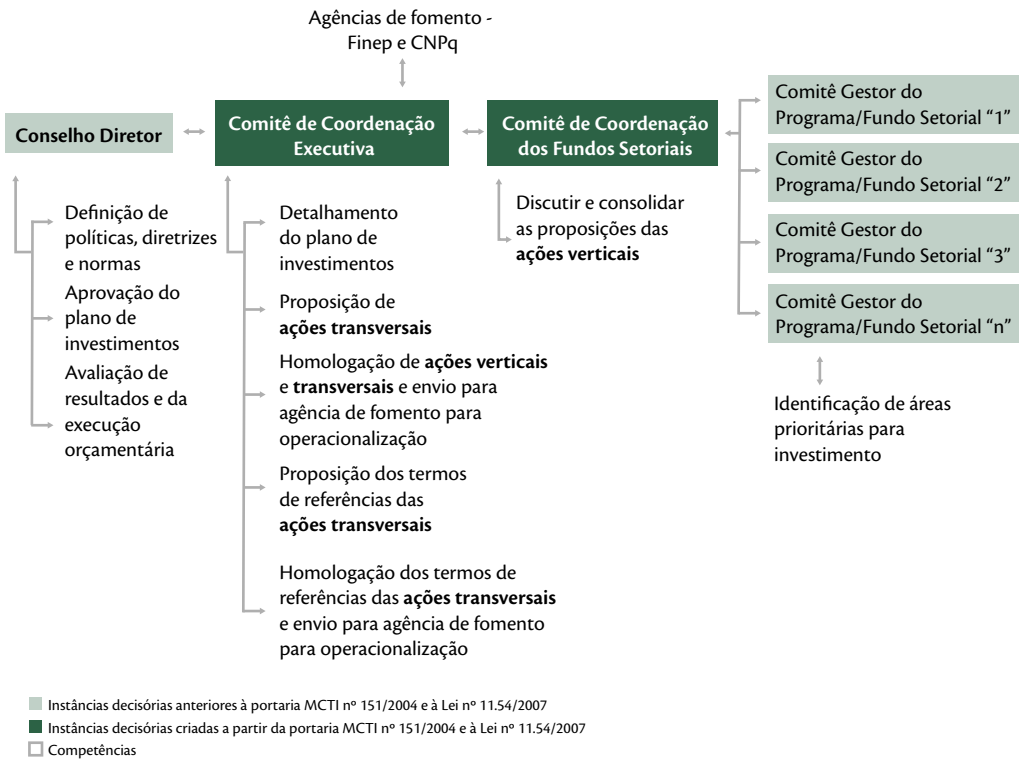 Agências de fomento -
Finep e CNPq
Conselho Diretor
Definição de
políticas, diretrizes
e normas
Aprovação do
plano de
investimentos
Avaliação de
resultados e da
execução
orçamentária
Comitê de Coordenação
Executiva
Detalhamento
do plano de
investimentos
Proposição de
ações transversais
Homologação de ações verticais
e transversais e envio para
agência de fomento para
operacionalização
Proposição dos termos
de referências das
ações transversais
Homologação dos termos de
referências das ações transversais
e envio para agência de fomento
para operacionalização
Comitê de Coordenação
dos Fundos Setoriais
Discutir e consolidar
as proposições das
ações verticais
Comitê Gestor do
Programa/Fundo Setorial “1”
Comitê Gestor do
Programa/Fundo Setorial “2”
Comitê Gestor do
Programa/Fundo Setorial “3”
Comitê Gestor do
Programa/Fundo Setorial “n”
Identificação de áreas
prioritárias para
investimento
Instâncias decisórias anteriores à portaria MCTI nº 151/2004 e à Lei nº 11.54/2007
Instâncias decisórias criadas a partir da portaria MCTI nº 151/2004 e à Lei nº 11.54/2007
Competências